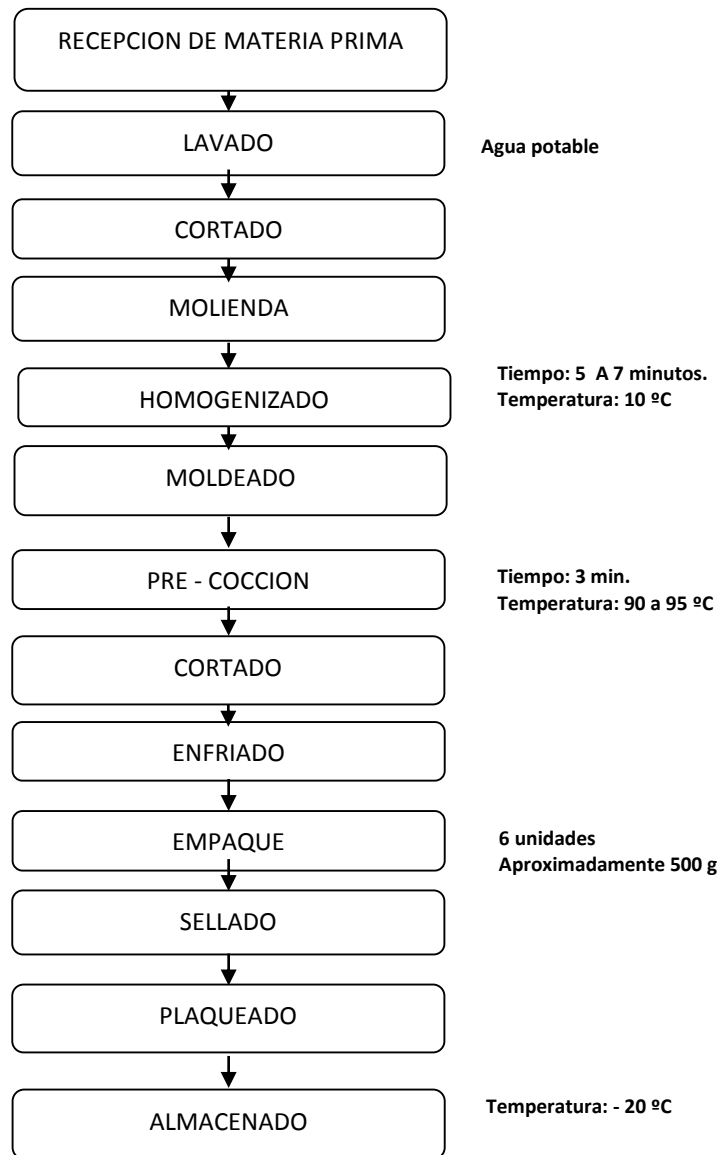 RECEPCION DE MATERIA PRIMA
LAVADO
Agua potable
CORTADO
MOLIENDA
HOMOGENIZADO
Tiempo: 5 A 7 minutos.
Temperatura: 10 ºC
MOLDEADO
PRE - COCCION
Tiempo: 3 min.
Temperatura: 90 a 95 ºC
CORTADO
ENFRIADO
EMPAQUE
6 unidades
Aproximadamente 500 g
SELLADO
PLAQUEADO
ALMACENADO
Temperatura: - 20 ºC